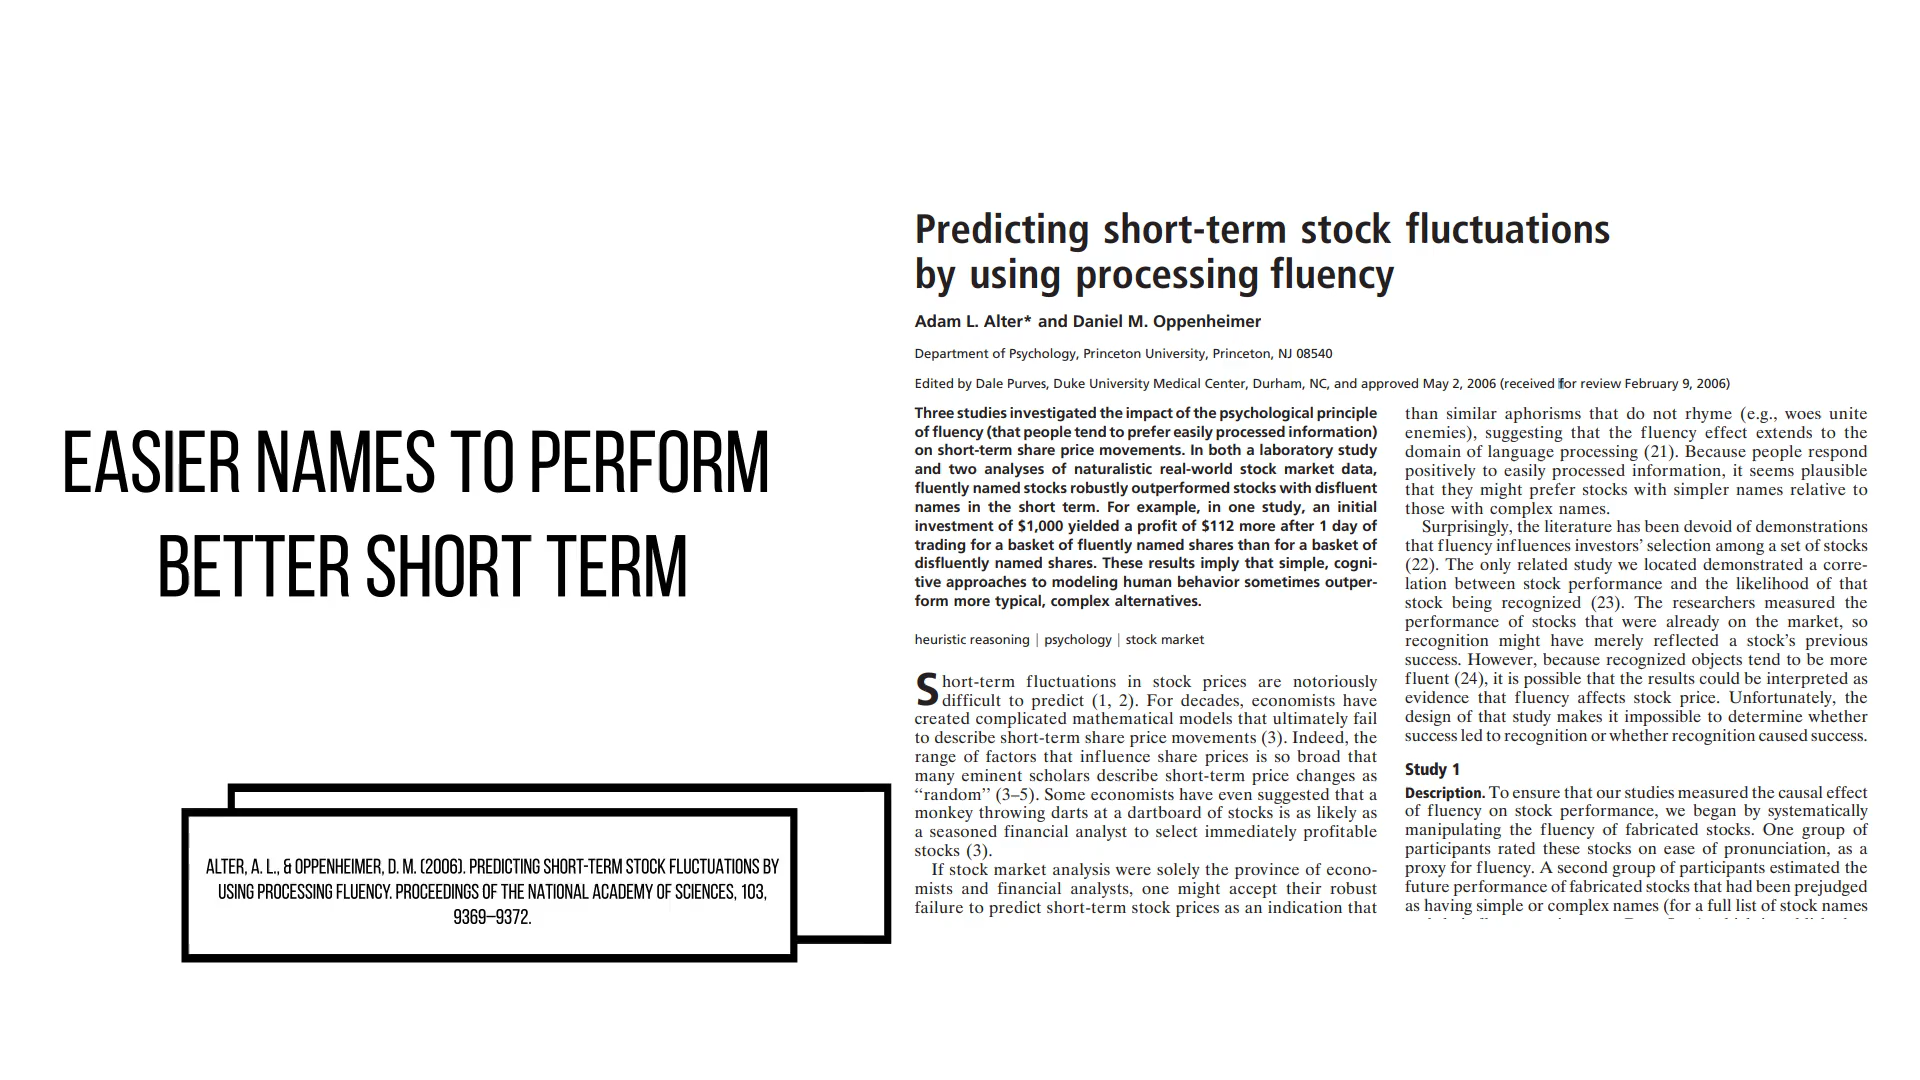 EASIER NAMES TO PERFORM
BETTER SHORT TERM
ALTER, A. L., & OPPENHEIMER, D. M. (2006). PREDICTING SHORT-TERM STOCK FLUCTUATIONS BY
USING PROCESSING FLUENCY. PROCEEDINGS OF THE NATIONAL ACADEMY OF SCIENCES, 103,
9369–9372.
Predicting short-term stock fluctuations
by using processing fluency
Adam L. Alter* and Daniel M. Oppenheimer
Department of Psychology, Princeton University, Princeton, NJ 08540
Edited by Dale Purves, Duke University Medical Center, Durham, NC, and approved May 2, 2006 (received for review February 9, 2006)
Three studies investigated the impact of the psychological principle
of fluency (that people tend to prefer easily processed information)
on short-term share price movements. In both a laboratory study
and two analyses of naturalistic real-world stock market data,
fluently named stocks robustly outperformed stocks with disfluent
names in the short term. For example, in one study, an initial
investment of $1,000 yielded a profit of $112 more after 1 day of
trading for a basket of fluently named shares than for a basket of
disfluently named shares. These results imply that simple, cogni-
tive approaches to modeling human behavior sometimes outper-
form more typical, complex alternatives.
heuristic reasoning | psychology | stock market
Short-term fluctuations in stock prices are notoriously
difficult to predict (1, 2). For decades, economists have
created complicated mathematical models that ultimately fail
to describe short-term share price movements (3). Indeed, the
range of factors that influence share prices is so broad that
many eminent scholars describe short-term price changes as
‘‘random’’ (3–5). Some economists have even suggested that a
monkey throwing darts at a dartboard of stocks is as likely as
a seasoned financial analyst to select immediately profitable
stocks (3).
If stock market analysis were solely the province of econo-
mists and financial analysts, one might accept their robust
failure to predict short-term stock prices as an indication that
than similar aphorisms that do not rhyme (e.g., woes unite
enemies), suggesting that the fluency effect extends to the
domain of language processing (21). Because people respond
positively to easily processed information, it seems plausible
that they might prefer stocks with simpler names relative to
those with complex names.
Surprisingly, the literature has been devoid of demonstrations
that fluency influences investors’ selection among a set of stocks
(22). The only related study we located demonstrated a corre-
lation between stock performance and the likelihood of that
stock being recognized (23). The researchers measured the
performance of stocks that were already on the market, so
recognition might have merely reflected a stock’s previous
success. However, because recognized objects tend to be more
fluent (24), it is possible that the results could be interpreted as
evidence that fluency affects stock price. Unfortunately, the
design of that study makes it impossible to determine whether
success led to recognition or whether recognition caused success.
Study 1
Description. To ensure that our studies measured the causal effect
of fluency on stock performance, we began by systematically
manipulating the fluency of fabricated stocks. One group of
participants rated these stocks on ease of pronunciation, as a
proxy for fluency. A second group of participants estimated the
future performance of fabricated stocks that had been prejudged
as having simple or complex names (for a full list of stock names